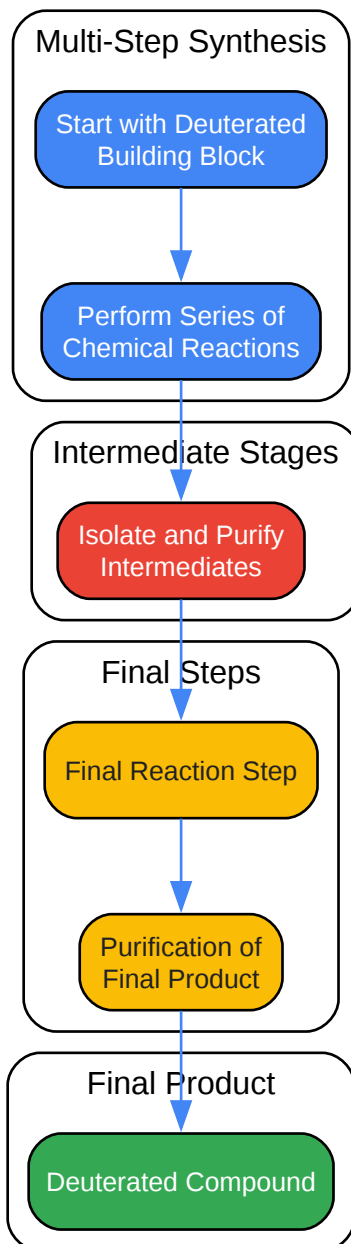 Multi-Step Synthesis
Start with Deuterated
Building Block
Perform Series of
Chemical Reactions
Intermediate Stages
Isolate and Purify
Intermediates
Final Steps
Final Reaction Step
Purification of
Final Product
Final Product
Deuterated Compound